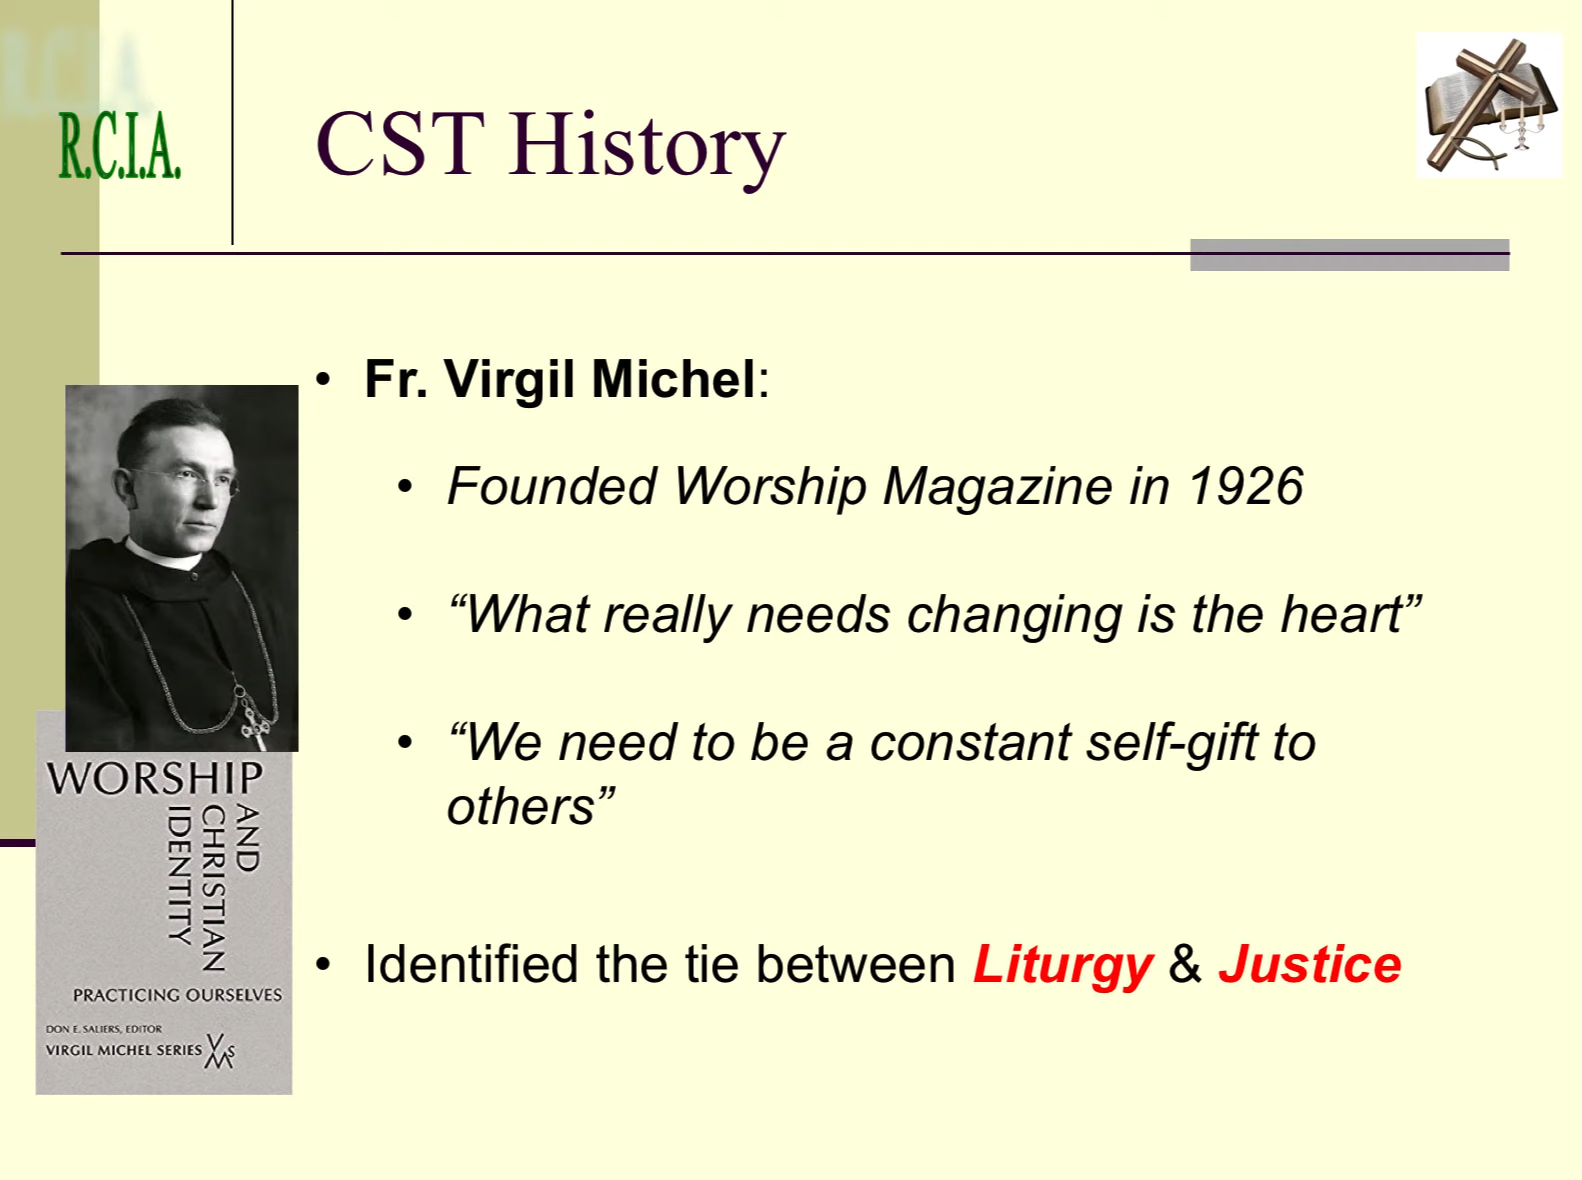 R.C.I.A.
CST History
• Fr. Virgil Michel:
• Founded Worship Magazine in 1926
• “What really needs changing is the heart”
• “We need to be a constant self-gift to
others”
• Identified the tie between Liturgy & Justice
WORSHIP
AND
CHRISTIAN
IDENTITY
PRACTICING OURSELVES
DON E. SALIERS, EDITOR
VIRGIL MICHEL SERIES VMS